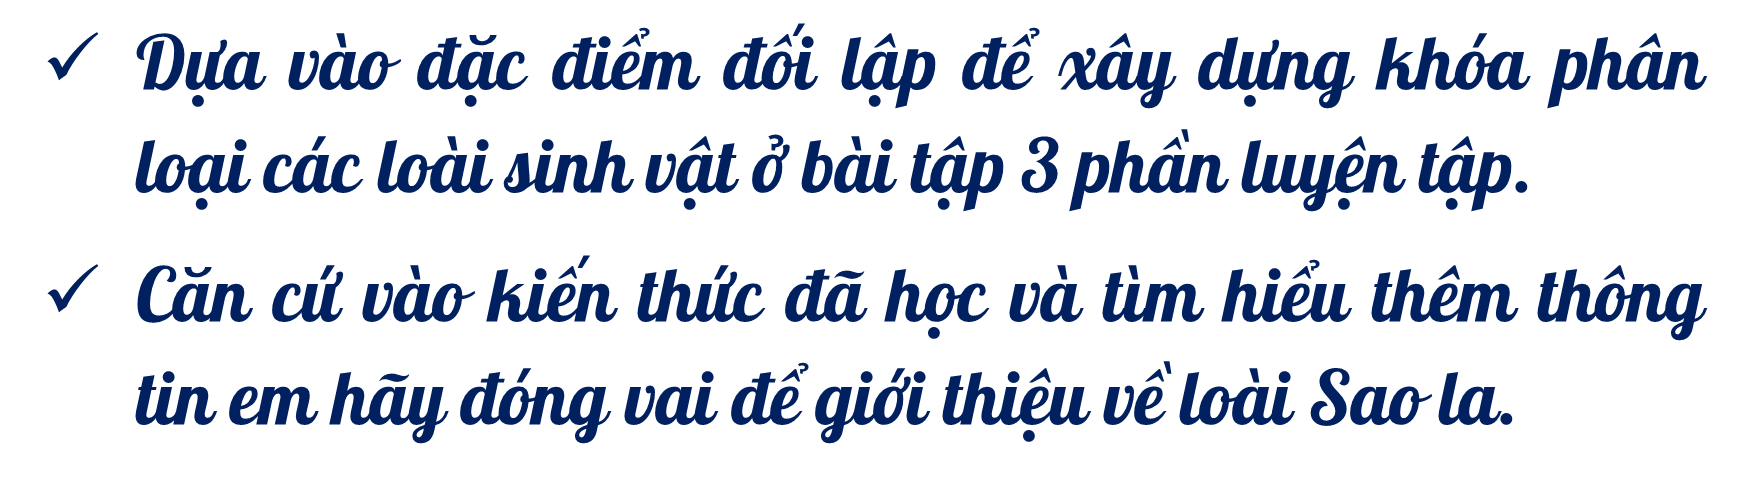 ✓ Dựa vào đặc điểm đối lập để xây dựng khóa phân
loại các loài sinh vật ở bài tập 3 phần luyện tập.
✓ Căn cứ vào kiến thức đã học và tìm hiểu thêm thông
tin em hãy đóng vai để giới thiệu về loài Sao la.